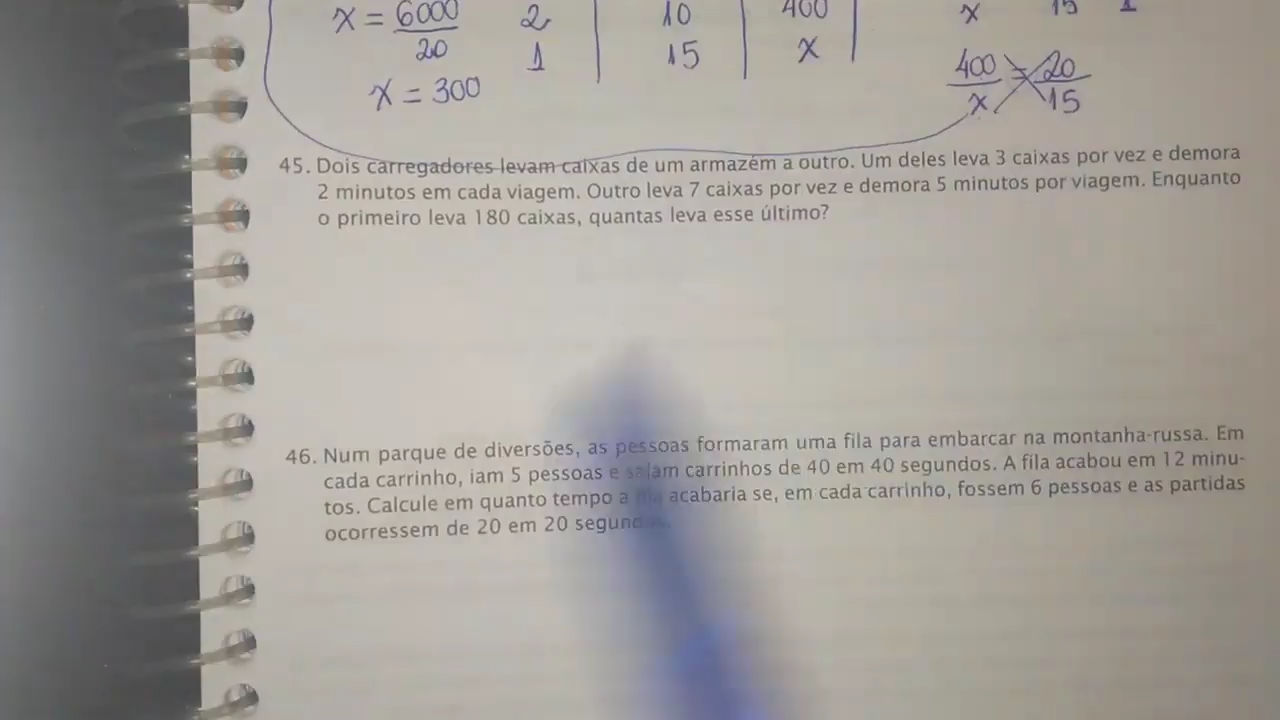 x = 6000 2 10 400 x 15 1
20 1 15 x 400 = 20
x = 300 x 15
45. Dois carregadores levam caixas de um armazém a outro. Um deles leva 3 caixas por vez e demora
2 minutos em cada viagem. Outro leva 7 caixas por vez e demora 5 minutos por viagem. Enquanto
o primeiro leva 180 caixas, quantas leva esse último?
46. Num parque de diversões, as pessoas formaram uma fila para embarcar na montanha-russa. Em
cada carrinho, iam 5 pessoas e saíam carrinhos de 40 em 40 segundos. A fila acabou em 12 minu-
tos. Calcule em quanto tempo a fila acabaria se, em cada carrinho, fossem 6 pessoas e as partidas
ocorressem de 20 em 20 segundos.